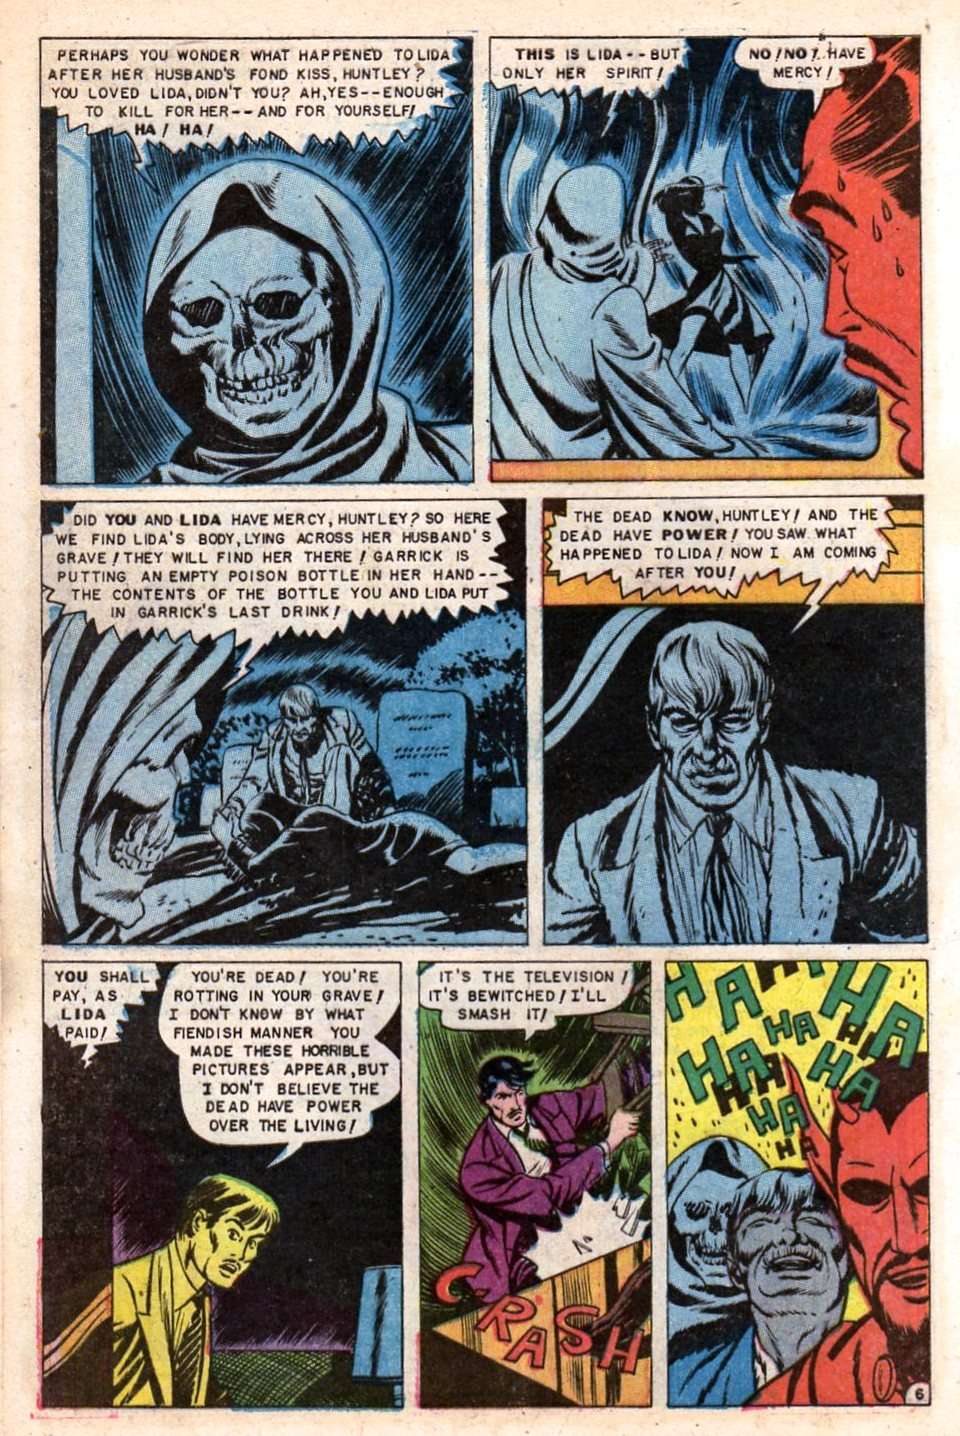 PERHAPS YOU WONDER WHAT HAPPENED TO LIDA
AFTER HER HUSBAND'S FOND KISS, HUNTLEY?
YOU LOVED LIDA, DIDN'T YOU? AH, YES--ENOUGH
TO KILL FOR HER--AND FOR YOURSELF!
HA! HA!
THIS IS LIDA--BUT
ONLY HER SPIRIT!
NO! NO! HAVE
MERCY!
DID YOU AND LIDA HAVE MERCY, HUNTLEY? SO HERE
WE FIND LIDA'S BODY, LYING ACROSS HER HUSBAND'S
GRAVE! THEY WILL FIND HER THERE! GARRICK IS
PUTTING AN EMPTY POISON BOTTLE IN HER HAND--
THE CONTENTS OF THE BOTTLE YOU AND LIDA PUT
IN GARRICK'S LAST DRINK!
THE DEAD KNOW, HUNTLEY! AND THE
DEAD HAVE POWER! YOU SAW WHAT
HAPPENED TO LIDA! NOW I AM COMING
AFTER YOU!
YOU SHALL
PAY, AS
LIDA
PAID!
YOU'RE DEAD! YOU'RE
ROTTING IN YOUR GRAVE!
I DON'T KNOW BY WHAT
FIENDISH MANNER YOU
MADE THESE HORRIBLE
PICTURES APPEAR, BUT
I DON'T BELIEVE THE
DEAD HAVE POWER
OVER THE LIVING!
IT'S THE TELEVISION!
IT'S BEWITCHED! I'LL
SMASH IT!
C-RASH
HA HA HA HA
HA HA HA HA
HA HA HA
HA
6